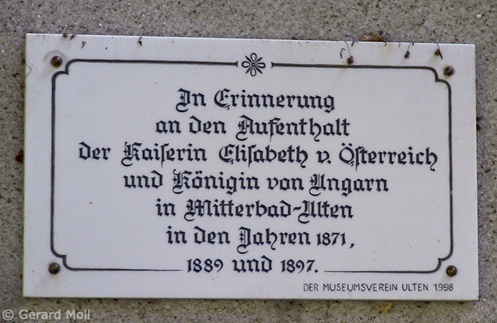 In Erinnerung
an den Aufenthalt
der Kaiserin Elisabeth v. Österreich
und Königin von Ungarn
in Mitterbad-Ulten
in den Jahren 1871,
1889 und 1897.
DER MUSEUMSVEREIN ULTEN 1998
© Gerard Moll